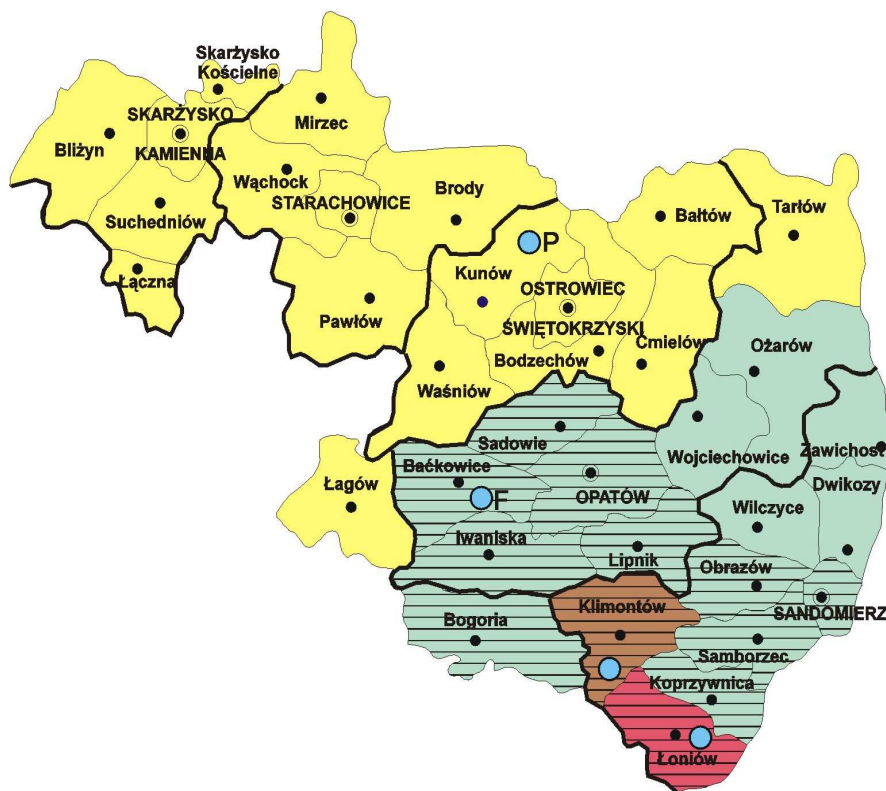 Skarżysko
Kościelne
SKARŻYSKO
KAMIENNA
Bliżyn
Mirzec
Wąchock
STARACHOWICE
Brody
Suchedniów
Łączna
Pawłów
Kunów
P
OSTROWIEC
ŚWIĘTOKRZYSKI
Bodzechów
Ćmielów
Bałtów
Tarłów
Waśniów
Ożarów
Sadowie
Wojciechowice
Zawichost
Łagów
Baćkowice
F
OPATÓW
Dwikozy
Wilczyce
Iwaniska
Lipnik
Obrazów
SANDOMIERZ
Bogoria
Klimontów
Samborzec
Koprzywnica
Łoniów